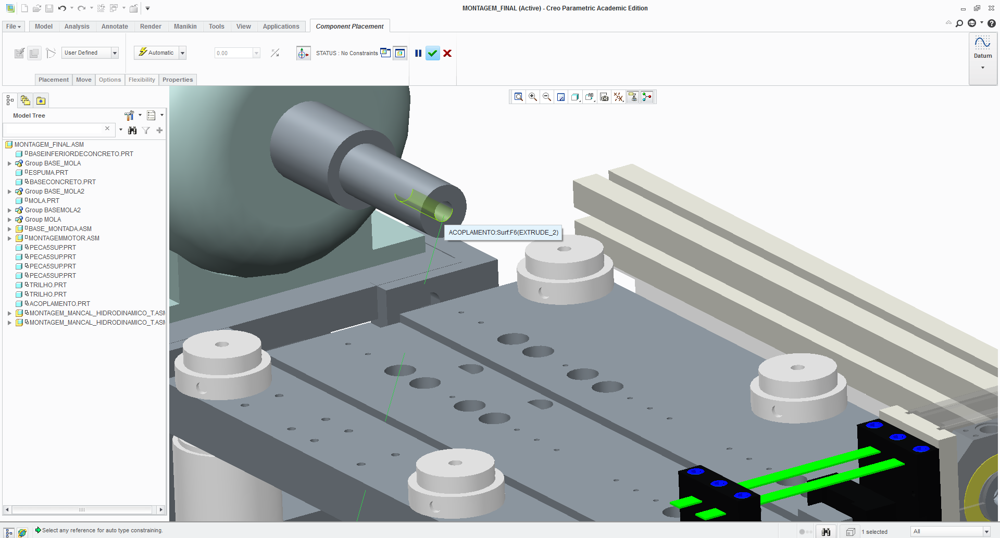 MONTAGEM_FINAL (Active) - Creo Parametric Academic Edition
File Model Analysis Annotate Render Manikin Tools View Applications Component Placement
User Defined Automatic 0.00 STATUS : No Constraints
Datum
Placement Move Options Flexibility Properties
Model Tree
MONTAGEM_FINAL.ASM
BASEINFERIORDECONCRETO.PRT
Group BASE_MOLA
ESPUMA.PRT
BASECONCRETO.PRT
Group BASE_MOLA2
MOLA.PRT
Group BASEMOLA2
Group MOLA
BASE_MONTADA.ASM
MONTAGEMMOTOR.ASM
PECA5SUP.PRT
PECA5SUP.PRT
PECA5SUP.PRT
PECA5SUP.PRT
TRILHO.PRT
TRILHO.PRT
ACOPLAMENTO.PRT
MONTAGEM_MANCAL_HIDRODINAMICO_T.ASM
MONTAGEM_MANCAL_HIDRODINAMICO_T.ASM
ACOPLAMENTO:Surf:F6(EXTRUDE_2)
Select any reference for auto type constraining.
1 selected
All